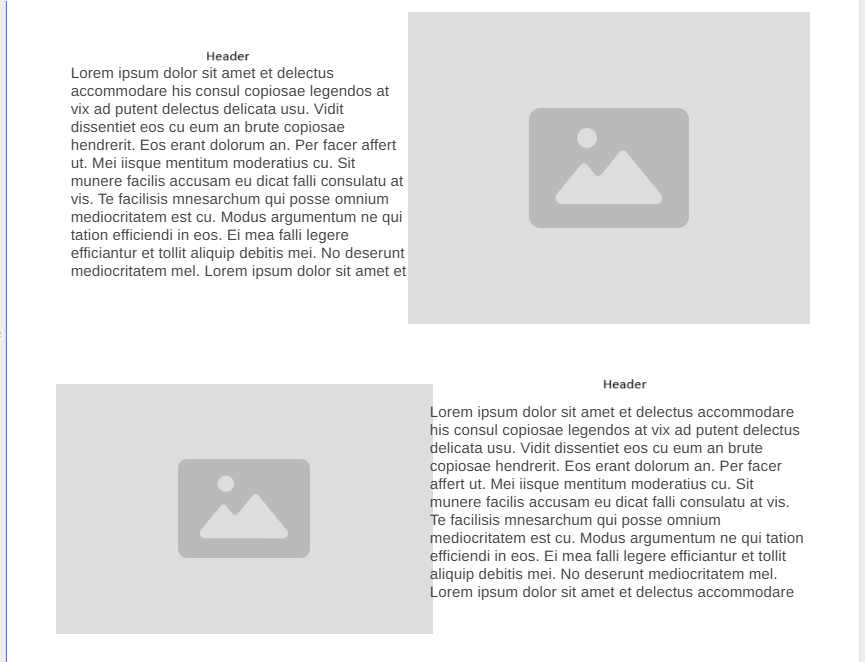 Header
Lorem ipsum dolor sit amet et delectus
accommodare his consul copiosae legendos at
vix ad putent delectus delicata usu. Vidit
dissentiet eos cu eum an brute copiosae
hendrerit. Eos erant dolorum an. Per facer affert
ut. Mei iisque mentitum moderatius cu. Sit
munere facilis accusam eu dicat falli consulatu at
vis. Te facilisis mnesarchum qui posse omnium
mediocritatem est cu. Modus argumentum ne qui
tation efficiendi in eos. Ei mea falli legere
efficiantur et tollit aliquip debitis mei. No deserunt
mediocritatem mel. Lorem ipsum dolor sit amet et
Header
Lorem ipsum dolor sit amet et delectus accommodare
his consul copiosae legendos at vix ad putent delectus
delicata usu. Vidit dissentiet eos cu eum an brute
copiosae hendrerit. Eos erant dolorum an. Per facer
affert ut. Mei iisque mentitum moderatius cu. Sit
munere facilis accusam eu dicat falli consulatu at vis.
Te facilisis mnesarchum qui posse omnium
mediocritatem est cu. Modus argumentum ne qui tation
efficiendi in eos. Ei mea falli legere efficiantur et tollit
aliquip debitis mei. No deserunt mediocritatem mel.
Lorem ipsum dolor sit amet et delectus accommodare